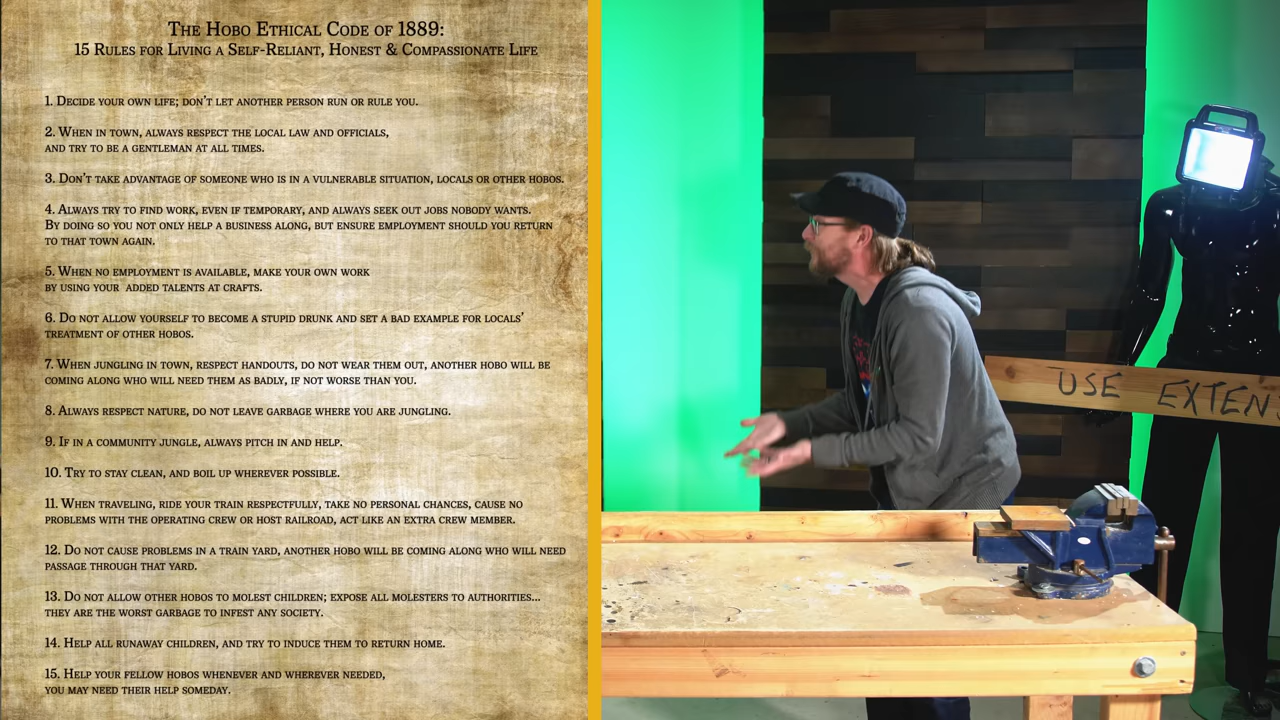 The Hobo Ethical Code of 1889:
15 Rules for Living a Self-Reliant, Honest & Compassionate Life
1. Decide your own life; don't let another person run or rule you.
2. When in town, always respect the local law and officials,
and try to be a gentleman at all times.
3. Don't take advantage of someone who is in a vulnerable situation, locals or other hobos.
4. Always try to find work, even if temporary, and always seek out jobs nobody wants.
By doing so you not only help a business along, but ensure employment should you return
to that town again.
5. When no employment is available, make your own work
by using your added talents at crafts.
6. Do not allow yourself to become a stupid drunk and set a bad example for locals'
treatment of other hobos.
7. When jungling in town, respect handouts, do not wear them out, another hobo will be
coming along who will need them as badly, if not worse than you.
8. Always respect nature, do not leave garbage where you are jungling.
9. If in a community jungle, always pitch in and help.
10. Try to stay clean, and boil up wherever possible.
11. When traveling, ride your train respectfully, take no personal chances, cause no
problems with the operating crew or host railroad, act like an extra crew member.
12. Do not cause problems in a train yard, another hobo will be coming along who will need
passage through that yard.
13. Do not allow other hobos to molest children; expose all molesters to authorities...
they are the worst garbage to infest any society.
14. Help all runaway children, and try to induce them to return home.
15. Help your fellow hobos whenever and wherever needed,
you may need their help someday.
USE EXTEN